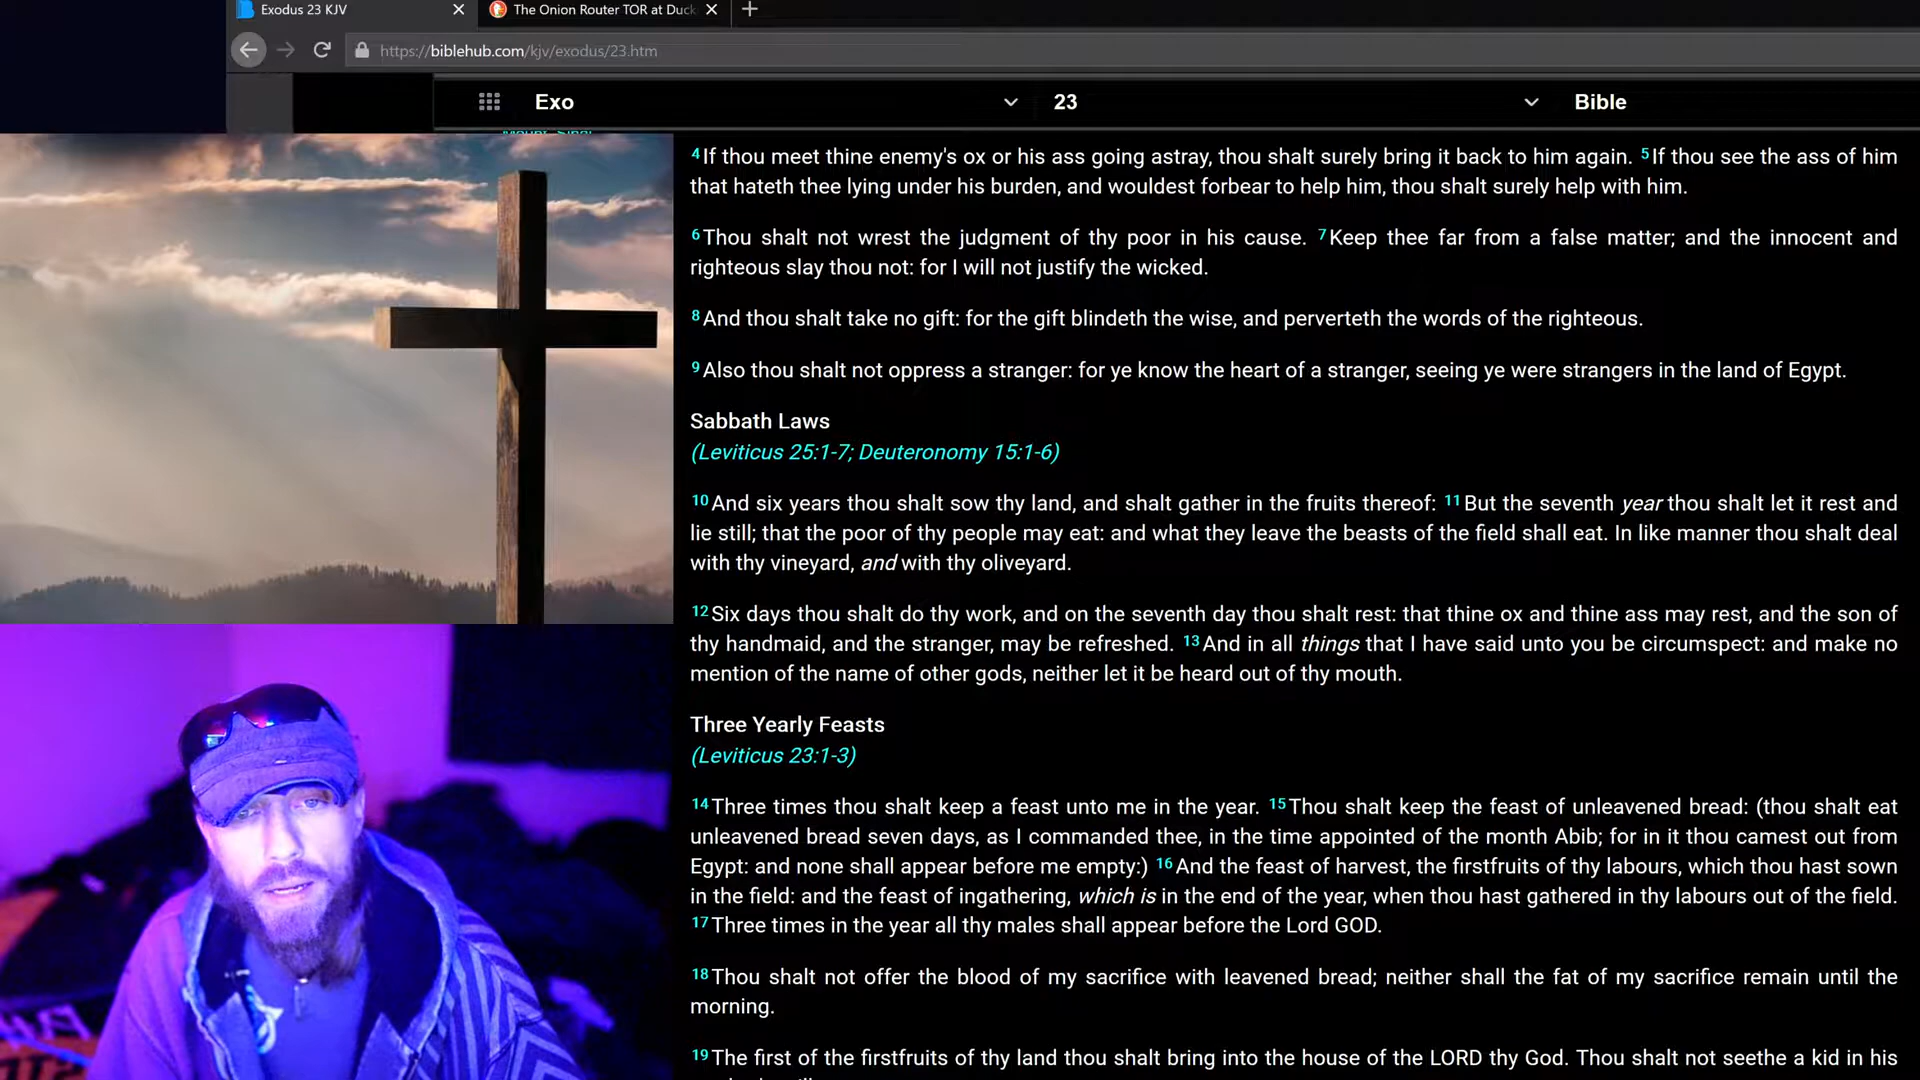 Exodus 23 KJV
The Onion Router TOR at Duck
https://biblehub.com/kjv/exodus/23.htm
Exo 23 Bible
4 If thou meet thine enemy's ox or his ass going astray, thou shalt surely bring it back to him again. 5 If thou see the ass of him
that hateth thee lying under his burden, and wouldest forbear to help him, thou shalt surely help with him.
6 Thou shalt not wrest the judgment of thy poor in his cause. 7 Keep thee far from a false matter; and the innocent and
righteous slay thou not: for I will not justify the wicked.
8 And thou shalt take no gift: for the gift blindeth the wise, and perverteth the words of the righteous.
9 Also thou shalt not oppress a stranger: for ye know the heart of a stranger, seeing ye were strangers in the land of Egypt.
Sabbath Laws
(Leviticus 25:1-7; Deuteronomy 15:1-6)
10 And six years thou shalt sow thy land, and shalt gather in the fruits thereof: 11 But the seventh year thou shalt let it rest and
lie still; that the poor of thy people may eat: and what they leave the beasts of the field shall eat. In like manner thou shalt deal
with thy vineyard, and with thy oliveyard.
12 Six days thou shalt do thy work, and on the seventh day thou shalt rest: that thine ox and thine ass may rest, and the son of
thy handmaid, and the stranger, may be refreshed. 13 And in all things that I have said unto you be circumspect: and make no
mention of the name of other gods, neither let it be heard out of thy mouth.
Three Yearly Feasts
(Leviticus 23:1-3)
14 Three times thou shalt keep a feast unto me in the year. 15 Thou shalt keep the feast of unleavened bread: (thou shalt eat
unleavened bread seven days, as I commanded thee, in the time appointed of the month Abib; for in it thou camest out from
Egypt: and none shall appear before me empty:) 16 And the feast of harvest, the firstfruits of thy labours, which thou hast sown
in the field: and the feast of ingathering, which is in the end of the year, when thou hast gathered in thy labours out of the field.
17 Three times in the year all thy males shall appear before the Lord GOD.
18 Thou shalt not offer the blood of my sacrifice with leavened bread; neither shall the fat of my sacrifice remain until the
morning.
19 The first of the firstfruits of thy land thou shalt bring into the house of the LORD thy God. Thou shalt not seethe a kid in his